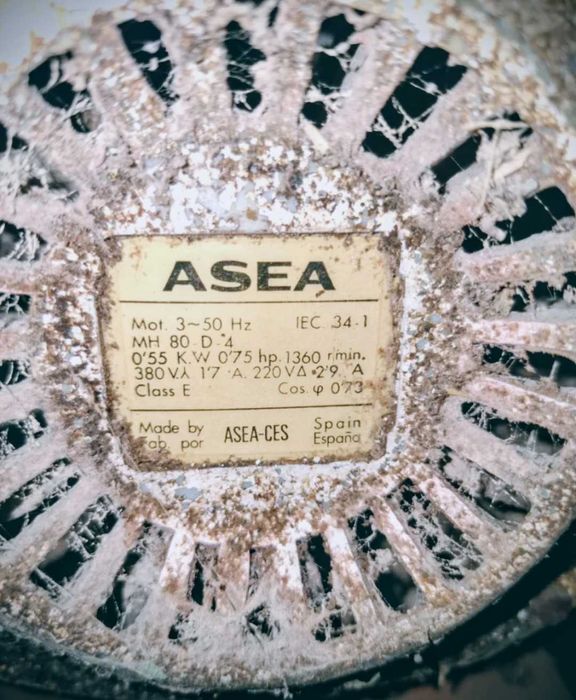 ASEA
Mot. 3~50 Hz IEC. 34-1
MH 80-D-4
0'55 K.W 0'75 hp. 1360 r/min.
380 V⅄ 1'7 A. 220 VΔ 2'9 A
Class E Cos. φ 0'73
Made by ASEA-CES Spain
Fab. por España